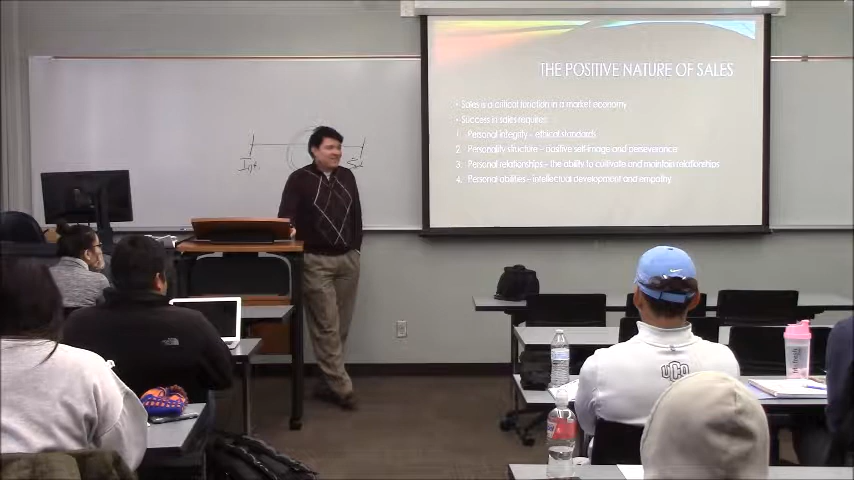 THE POSITIVE NATURE OF SALES
• Sales is a critical function in a market economy
• Success in sales requires:
1. Personal integrity – ethical standards
2. Personality structure – positive self-image and perseverance
3. Personal relationships – the ability to cultivate and maintain relationships
4. Personal abilities – intellectual development and empathy
UCO